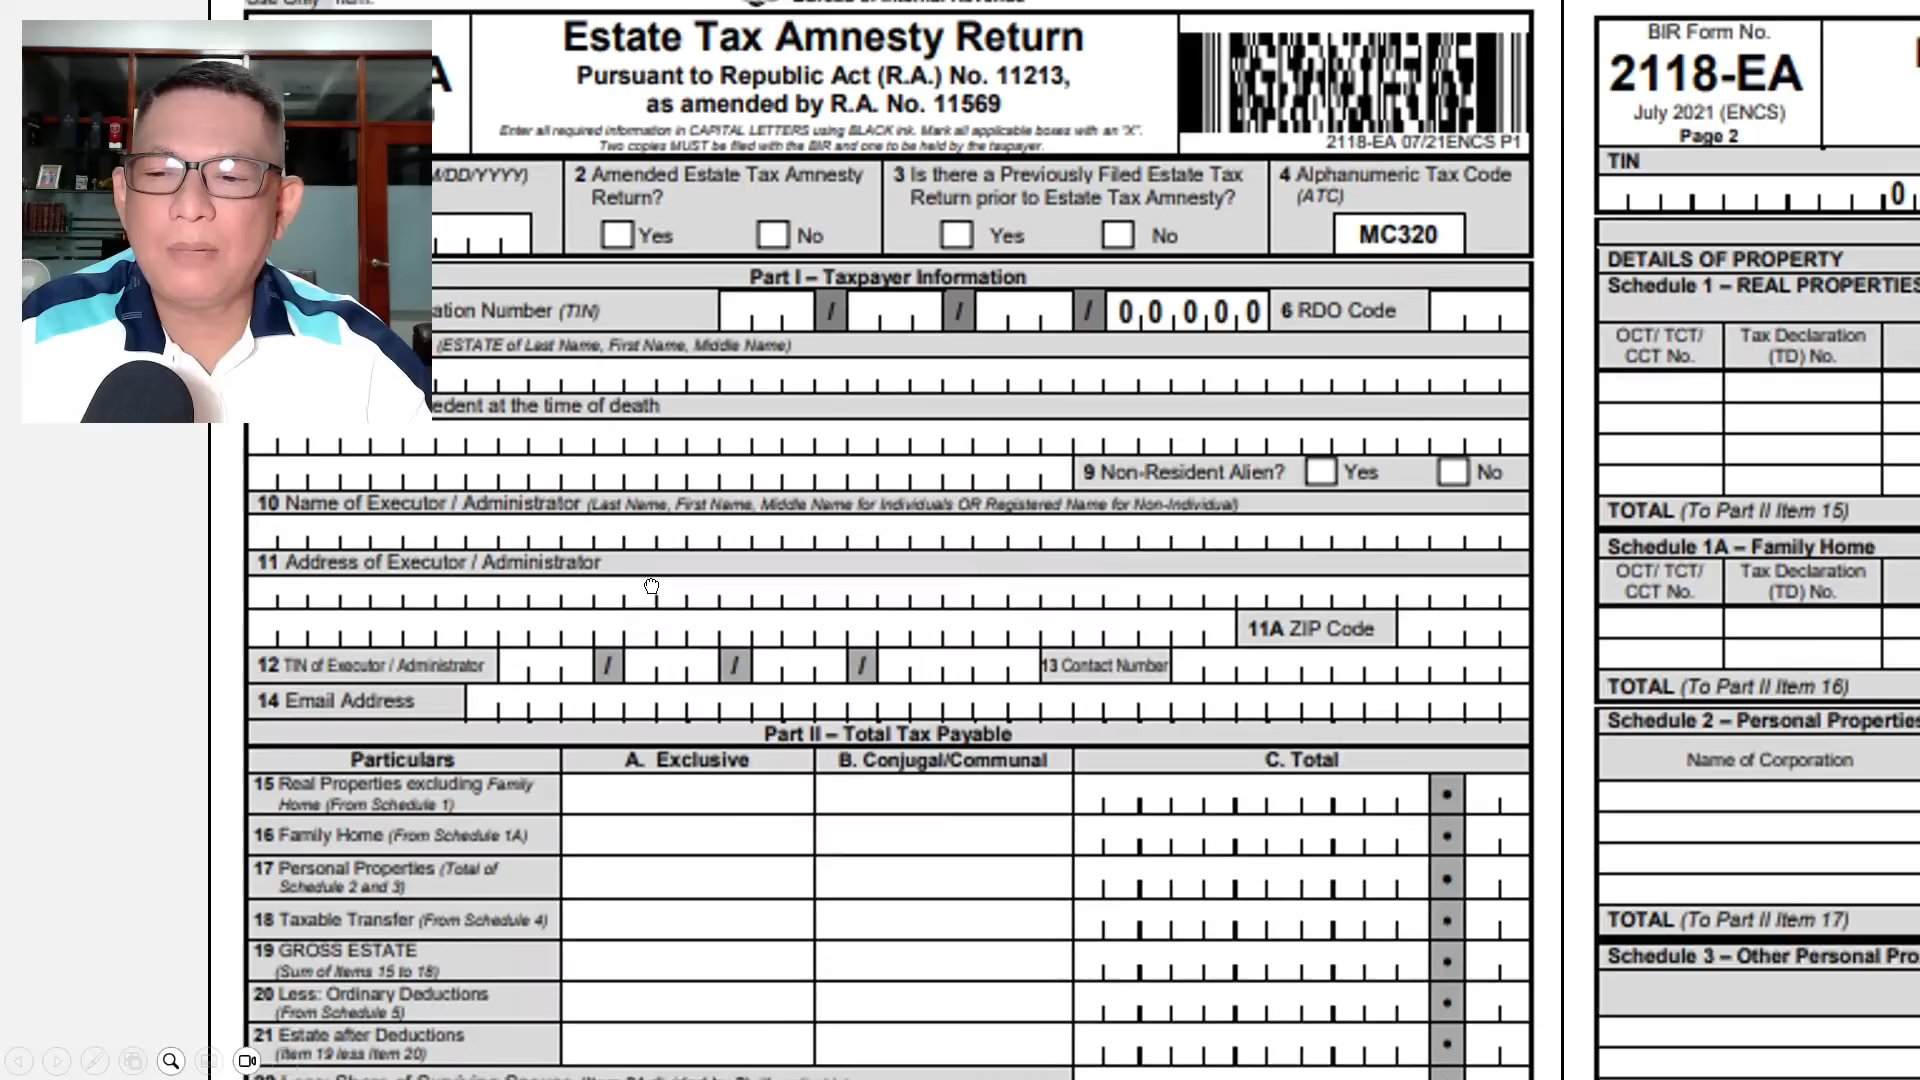 Estate Tax Amnesty Return
Pursuant to Republic Act (R.A.) No. 11213,
as amended by R.A. No. 11569
Enter all required information in CAPITAL LETTERS using BLACK ink. Mark all applicable boxes with an "X".
Two copies MUST be filed with the BIR and one to be held by the taxpayer.
2118-EA 07/21ENCS P1
A
M/DD/YYYY)
2 Amended Estate Tax Amnesty
Return?
Yes No
3 Is there a Previously Filed Estate Tax
Return prior to Estate Tax Amnesty?
Yes No
4 Alphanumeric Tax Code
(ATC)
MC320
Part I – Taxpayer Information
ation Number (TIN) / / / 0 0 0 0 0 6 RDO Code
(ESTATE of Last Name, First Name, Middle Name)
edent at the time of death
9 Non-Resident Alien? Yes No
10 Name of Executor / Administrator (Last Name, First Name, Middle Name for Individuals OR Registered Name for Non-Individual)
11 Address of Executor / Administrator
11A ZIP Code
12 TIN of Executor / Administrator / / / 13 Contact Number
14 Email Address
Part II – Total Tax Payable
Particulars A. Exclusive B. Conjugal/Communal C. Total
15 Real Properties excluding Family
Home (From Schedule 1)
16 Family Home (From Schedule 1A)
17 Personal Properties (Total of
Schedule 2 and 3)
18 Taxable Transfer (From Schedule 4)
19 GROSS ESTATE
(Sum of Items 15 to 18)
20 Less: Ordinary Deductions
(From Schedule 5)
21 Estate after Deductions
(Item 19 less Item 20)
BIR Form No.
2118-EA
July 2021 (ENCS)
Page 2
TIN
0
DETAILS OF PROPERTY
Schedule 1 – REAL PROPERTIES
OCT/ TCT/
CCT No.
Tax Declaration
(TD) No.
TOTAL (To Part II Item 15)
Schedule 1A – Family Home
OCT/ TCT/
CCT No.
Tax Declaration
(TD) No.
TOTAL (To Part II Item 16)
Schedule 2 – Personal Properties
Name of Corporation
TOTAL (To Part II Item 17)
Schedule 3 – Other Personal Pro